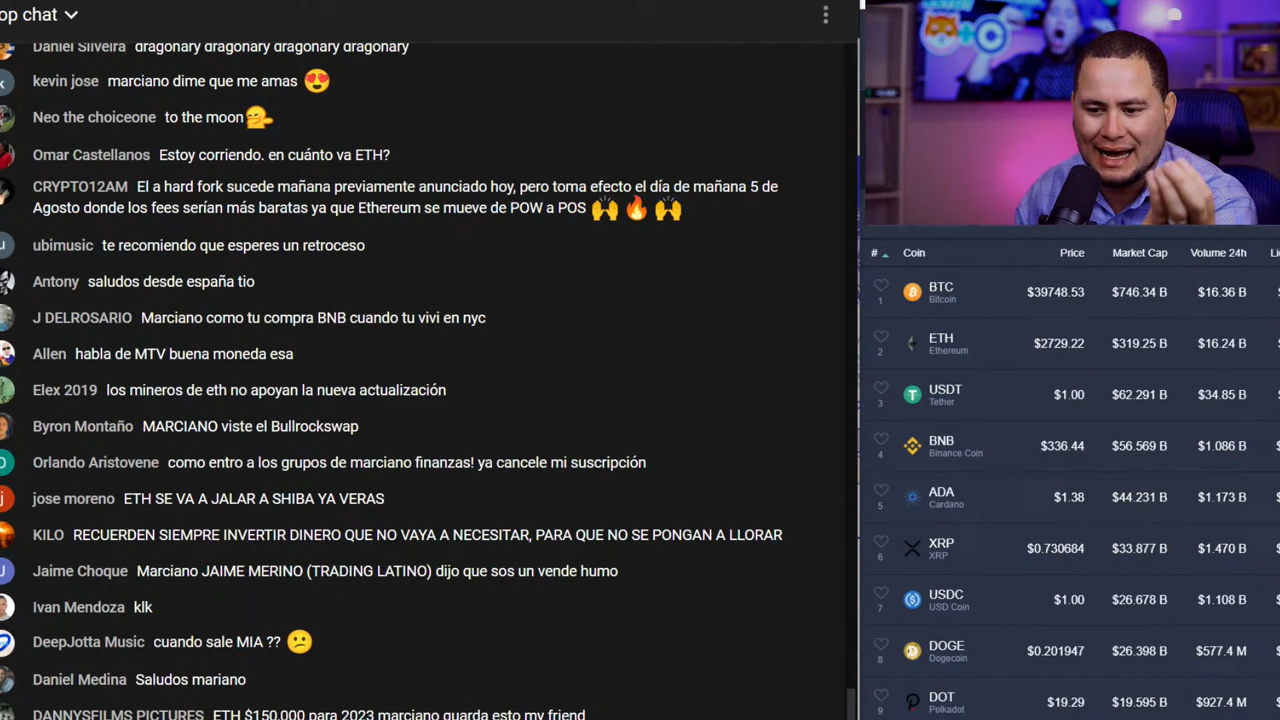 op chat
Daniel Silveira dragonary dragonary dragonary dragonary
kevin jose marciano dime que me amas 😍
Neo the choiceone to the moon
Omar Castellanos Estoy corriendo. en cuánto va ETH?
CRYPTO12AM El a hard fork sucede mañana previamente anunciado hoy, pero toma efecto el día de mañana 5 de
Agosto donde los fees serían más baratas ya que Ethereum se mueve de POW a POS 🙌 🔥 🙌
ubimusic te recomiendo que esperes un retroceso
Antony saludos desde españa tio
J DELROSARIO Marciano como tu compra BNB cuando tu vivi en nyc
Allen habla de MTV buena moneda esa
Elex 2019 los mineros de eth no apoyan la nueva actualización
Byron Montaño MARCIANO viste el Bullrockswap
Orlando Aristovene como entro a los grupos de marciano finanzas! ya cancele mi suscripción
jose moreno ETH SE VA A JALAR A SHIBA YA VERAS
KILO RECUERDEN SIEMPRE INVERTIR DINERO QUE NO VAYA A NECESITAR, PARA QUE NO SE PONGAN A LLORAR
Jaime Choque Marciano JAIME MERINO (TRADING LATINO) dijo que sos un vende humo
Ivan Mendoza klk
DeepJotta Music cuando sale MIA ?? 😕
Daniel Medina Saludos mariano
DANNYSFILMS PICTURES ETH $150,000 para 2023 marciano guarda esto my friend
# Coin Price Market Cap Volume 24h Li
1 BTC Bitcoin $39748.53 $746.34 B $16.36 B
2 ETH Ethereum $2729.22 $319.25 B $16.24 B
3 USDT Tether $1.00 $62.291 B $34.85 B
4 BNB Binance Coin $336.44 $56.569 B $1.086 B
5 ADA Cardano $1.38 $44.231 B $1.173 B
6 XRP XRP $0.730684 $33.877 B $1.470 B
7 USDC USD Coin $1.00 $26.678 B $1.108 B
8 DOGE Dogecoin $0.201947 $26.398 B $577.4 M
9 DOT Polkadot $19.29 $19.595 B $927.4 M